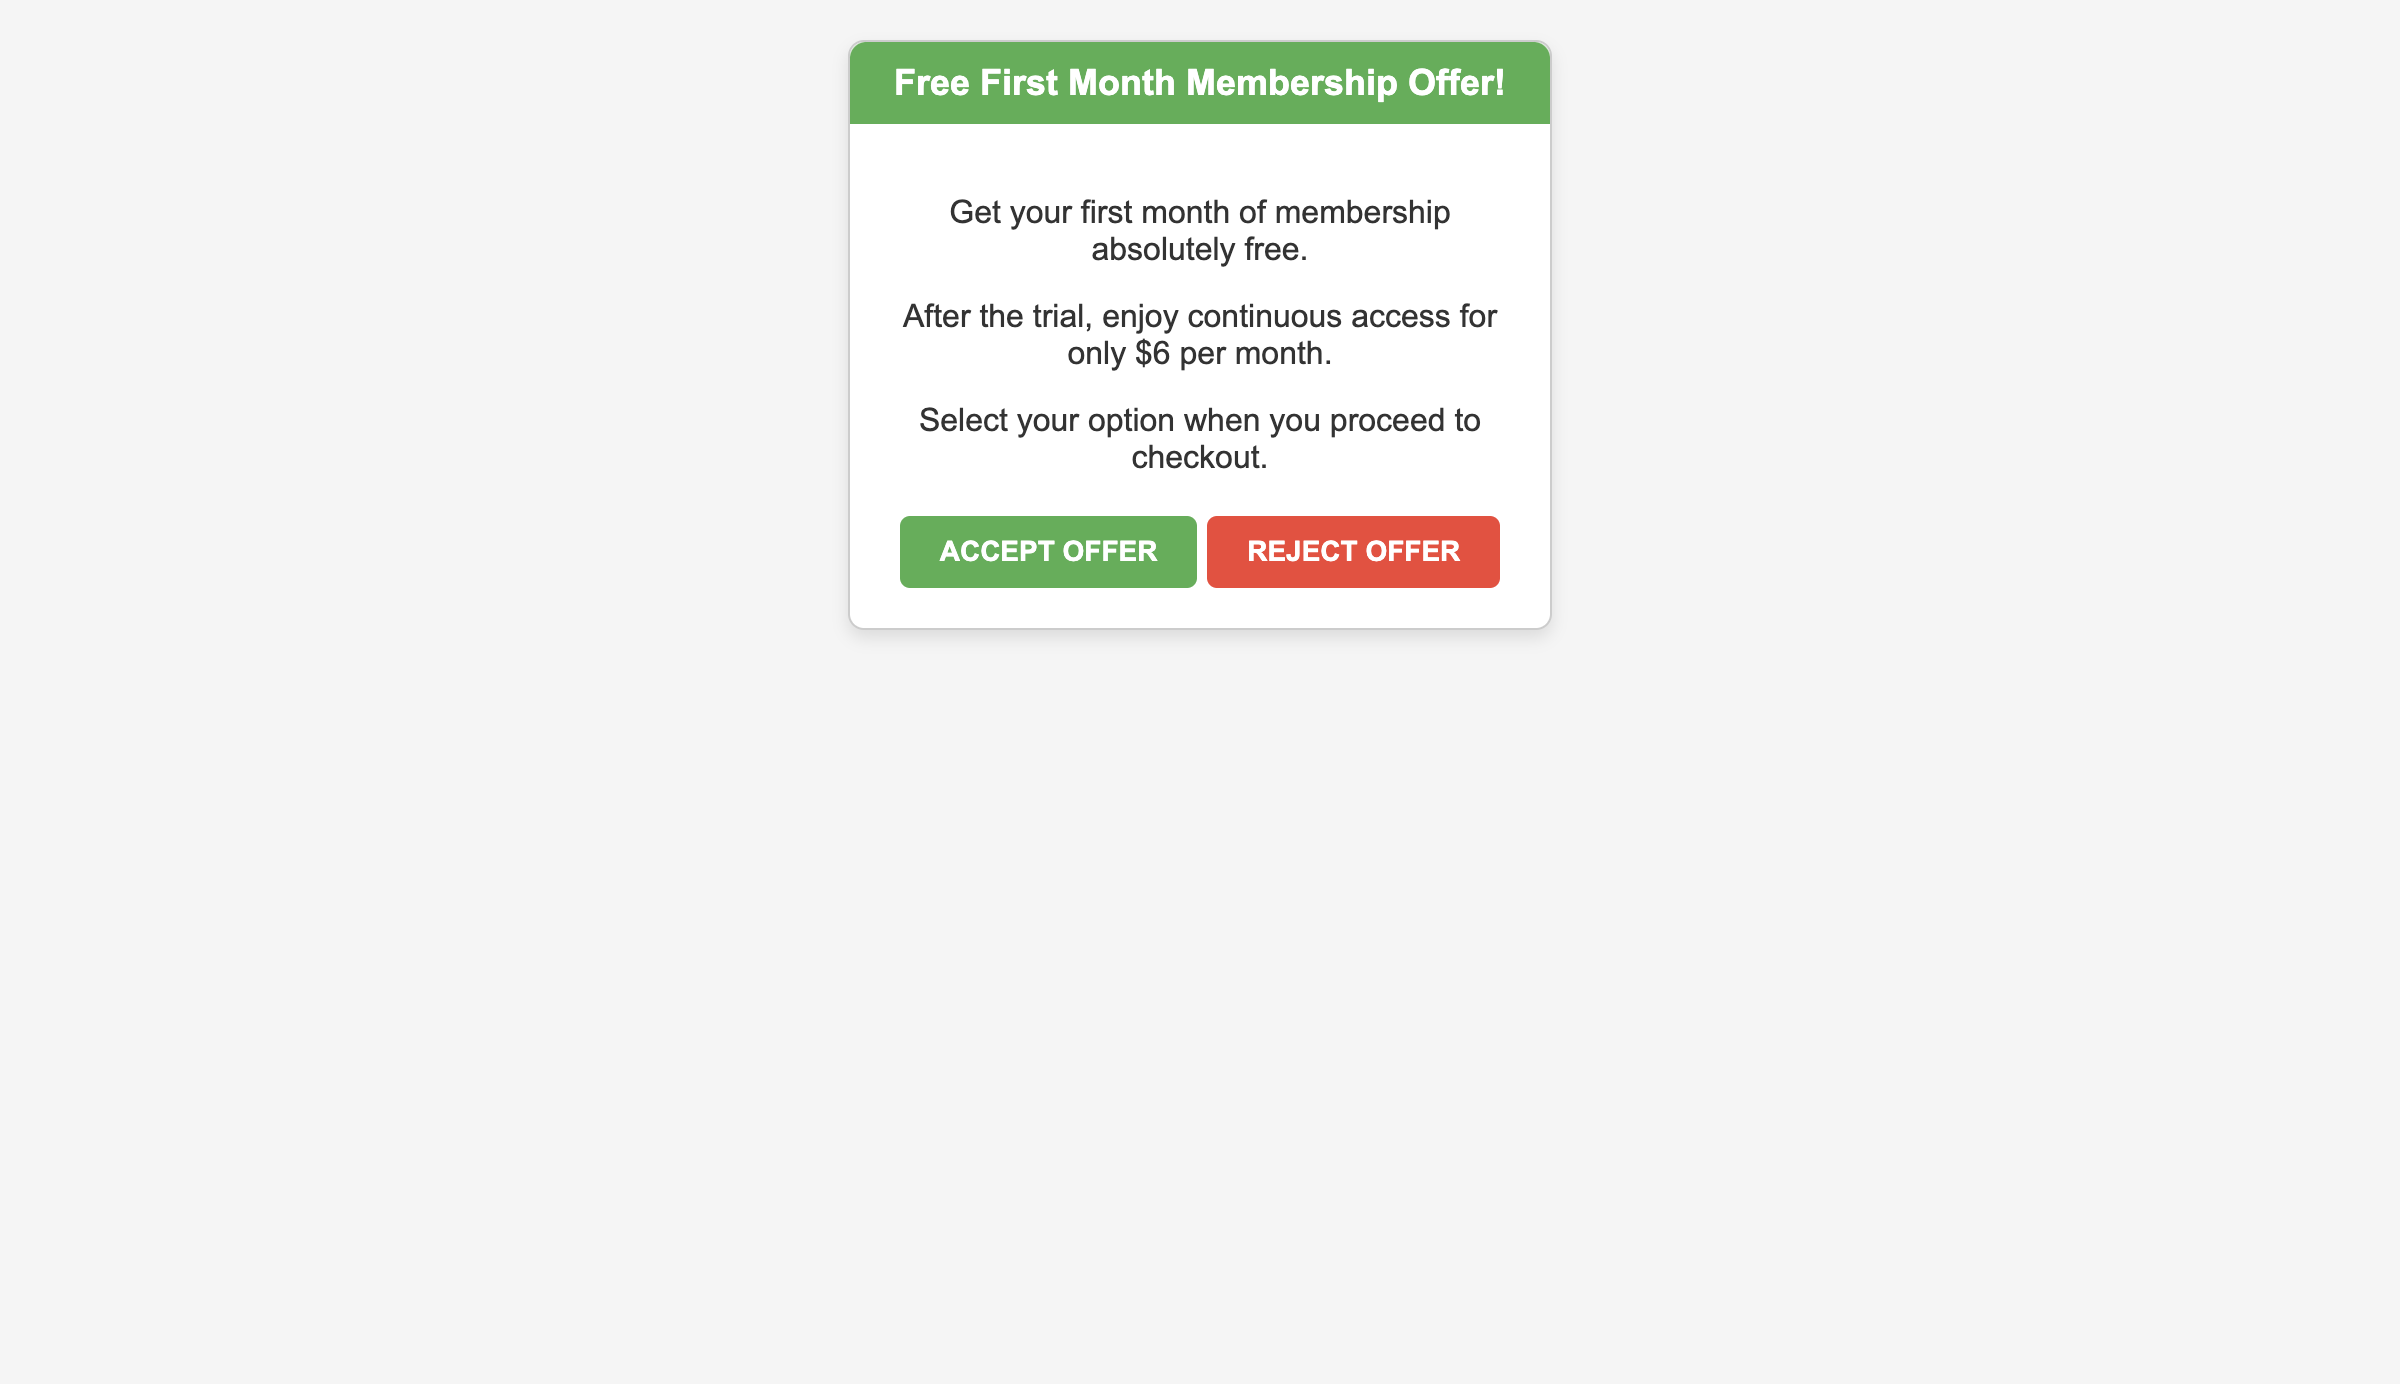 Free First Month Membership Offer!
Get your first month of membership
absolutely free.
After the trial, enjoy continuous access for
only $6 per month.
Select your option when you proceed to
checkout.
ACCEPT OFFER
REJECT OFFER